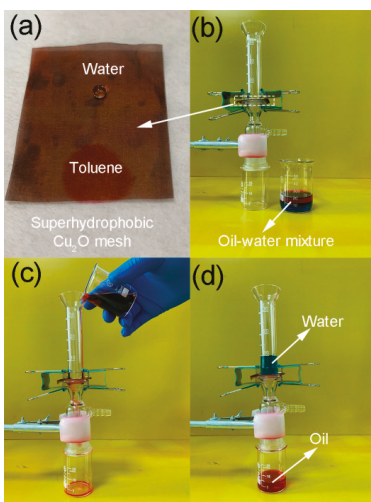 (a)
Water
Toluene
Superhydrophobic
Cu₂O mesh
(b)
Oil-water mixture
(c)
(d)
Water
Oil